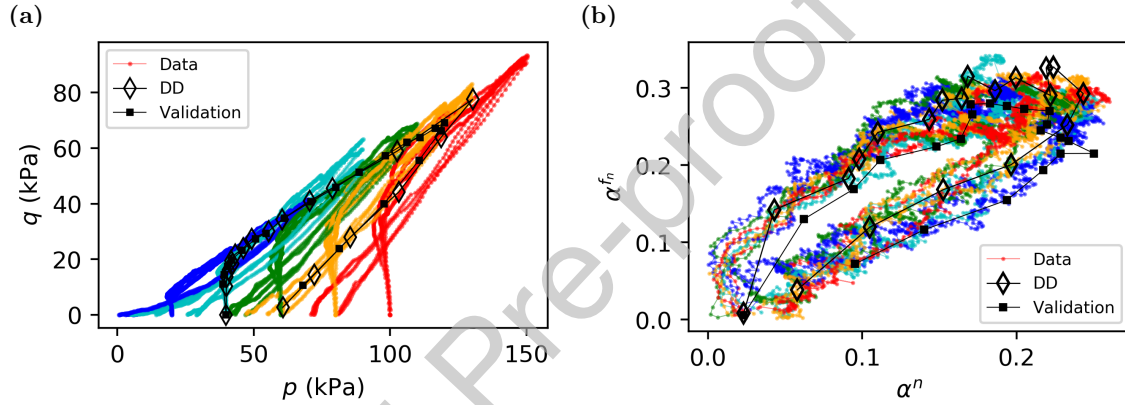 (a)
q (kPa)
80
60
40
20
0
Data
DD
Validation
0
50
100
150
p (kPa)
(b)
α^{f_n}
0.3
0.2
0.1
0.0
Data
DD
Validation
0.0
0.1
0.2
α^n
Pre-proof